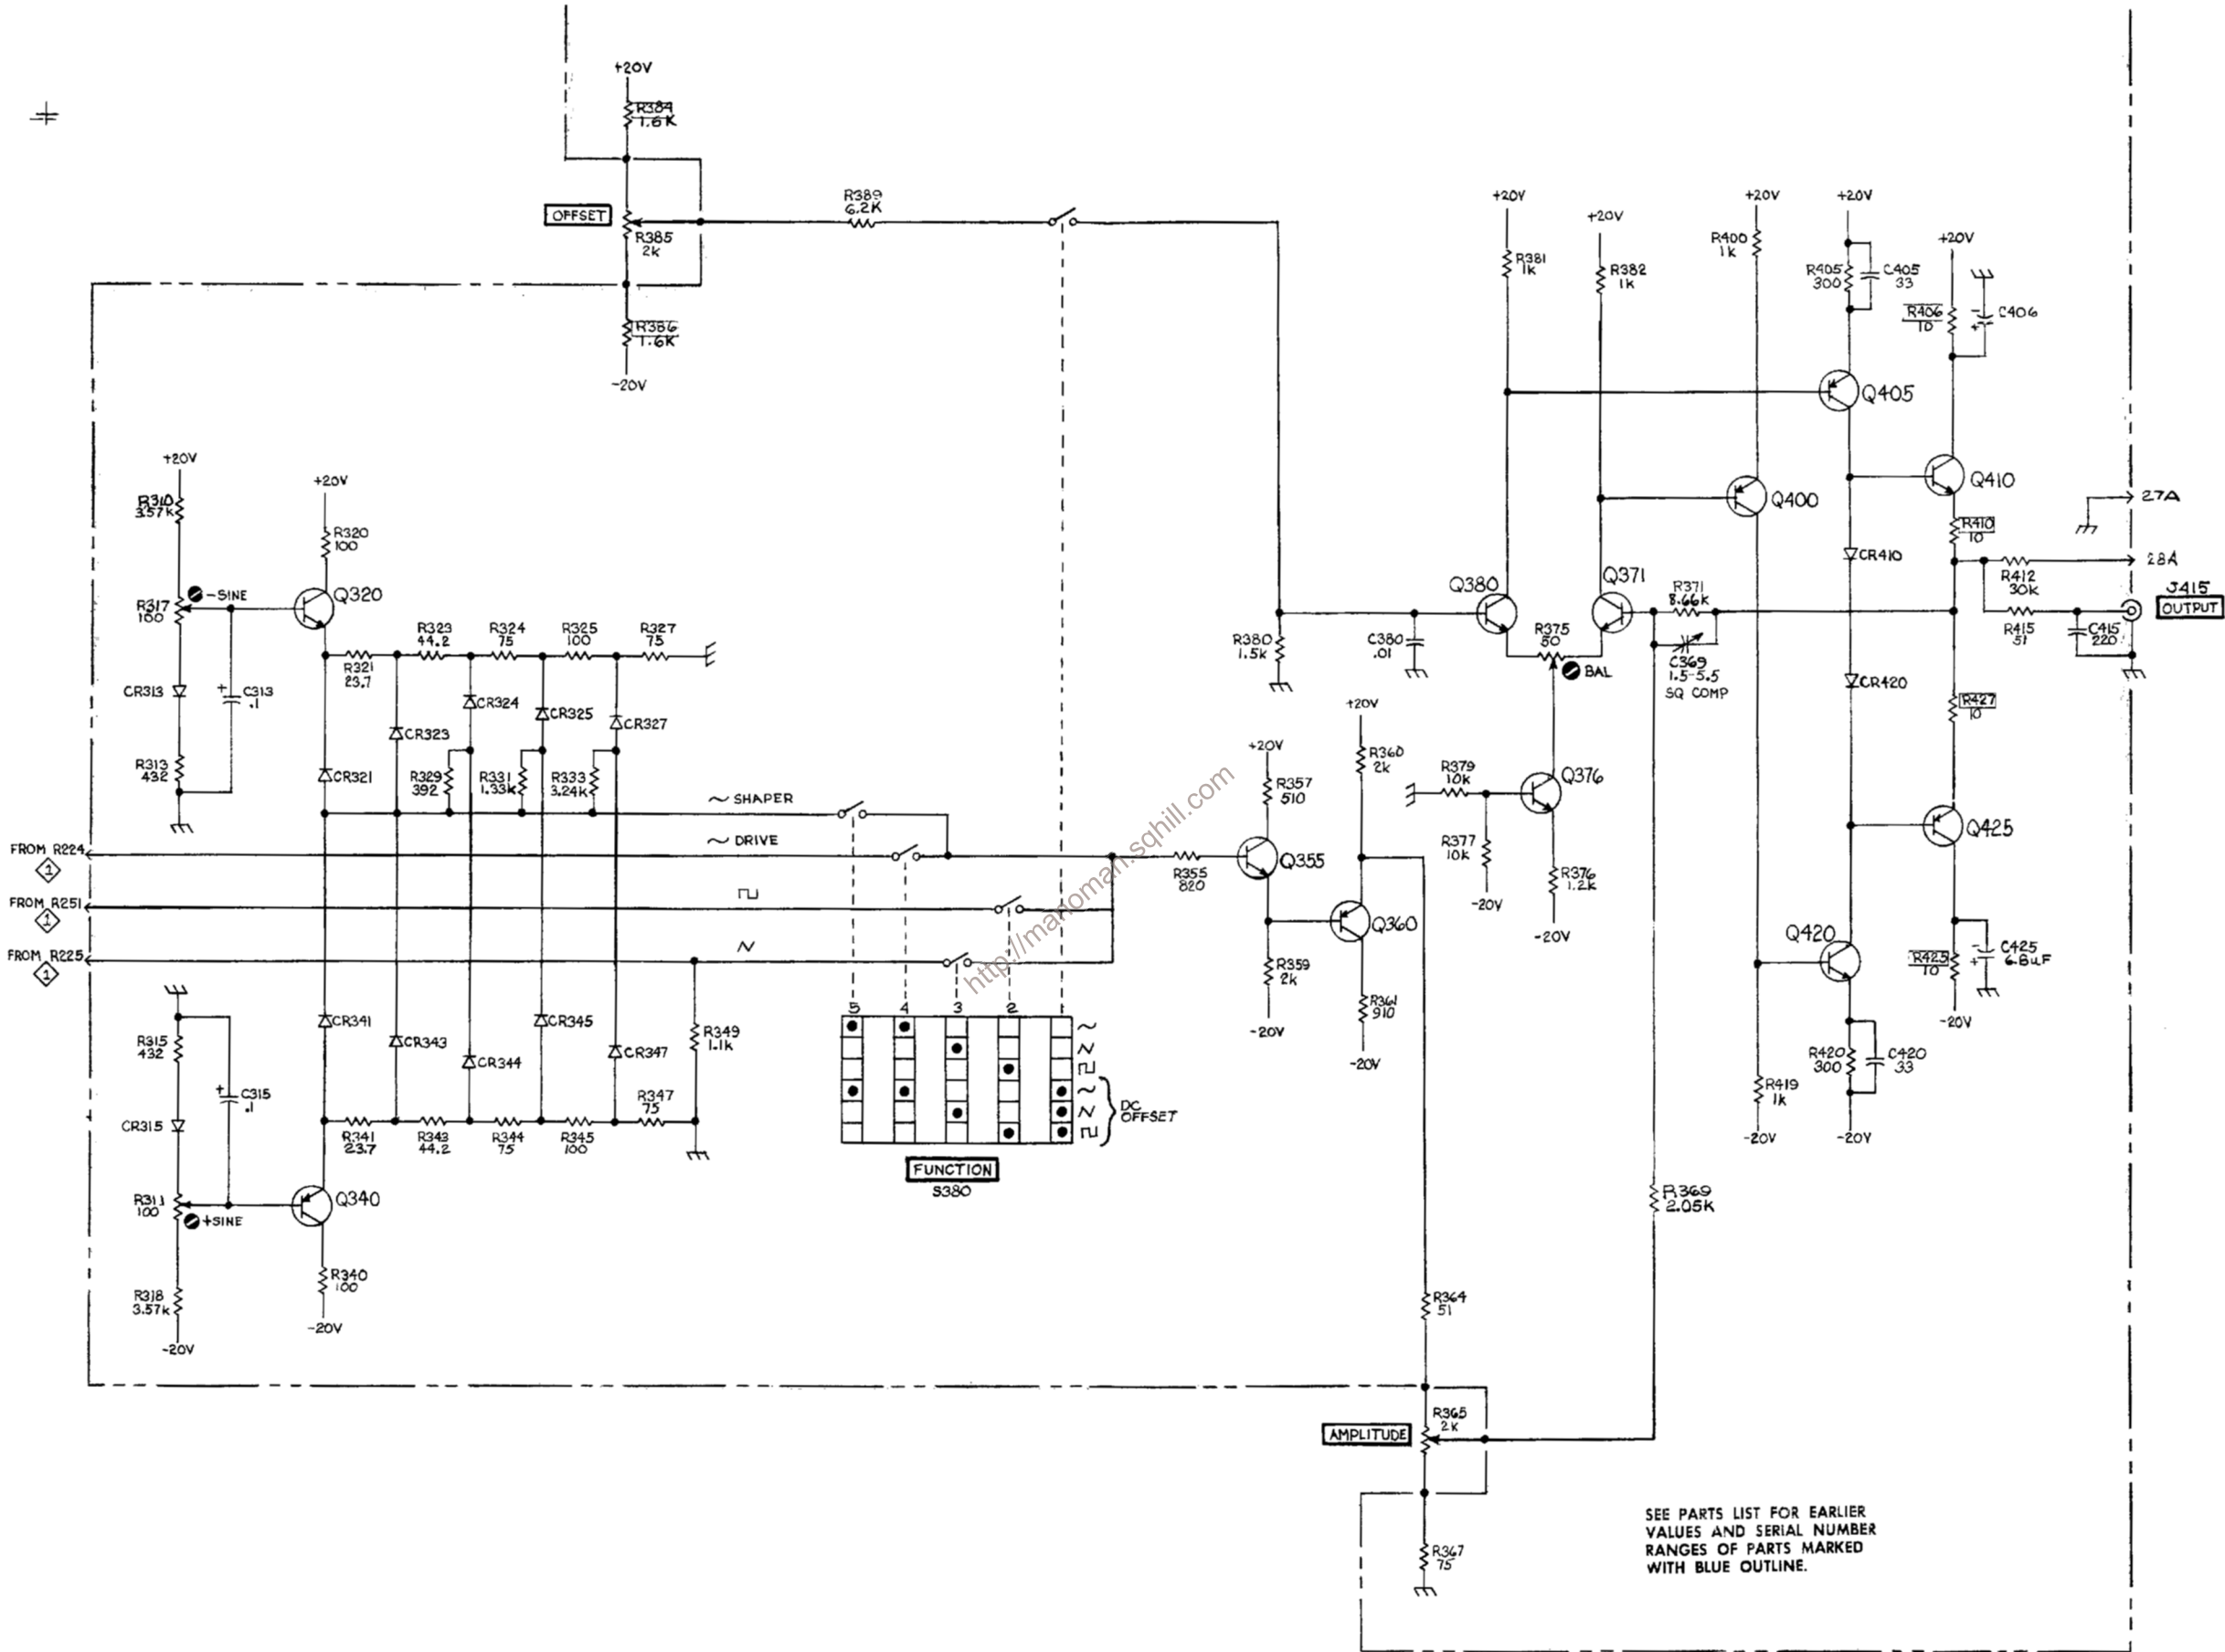 +20V
R384
1.6K
OFFSET
R385
2K
R386
1.6K
-20V
R389
6.2K
+20V
R310
3.57K
-SINE
R317
100
CR313
C313
.1
R313
432
+20V
R320
100
Q320
R321
23.7
R323
44.2
R324
75
R325
100
R327
75
CR321
CR323
CR324
CR325
CR327
R329
392
R331
1.33K
R333
3.24K
~ SHAPER
FROM R224
1
~ DRIVE
FROM R251
1
FROM R225
1
R315
432
CR315
C315
.1
R311
100
+SINE
R318
3.57K
-20V
CR341
CR343
CR344
CR345
CR347
R341
23.7
R343
44.2
R344
75
R345
100
R347
75
R349
1.1K
Q340
R340
100
-20V
5 4 3 2 1
DC
OFFSET
FUNCTION
S380
R355
820
+20V
R357
510
Q355
R359
2K
-20V
+20V
R360
2K
Q360
R361
910
-20V
R380
1.5K
C380
.01
+20V
R381
1K
+20V
R382
1K
Q380
Q371
R375
50
BAL
R371
8.66K
C369
1.5-5.5
SQ COMP
R379
10K
R377
10K
-20V
Q376
R376
1.2K
-20V
+20V
R400
1K
Q400
+20V
R405
300
C405
33
Q405
+20V
R406
10
C406
Q410
R410
10
CR410
CR420
27A
28A
R412
30K
R415
51
C415
220
J415
OUTPUT
R427
10
Q425
R425
10
C425
6.8uF
-20V
Q420
R420
300
C420
33
-20V
R419
1K
-20V
R369
2.05K
R364
51
R365
2K
AMPLITUDE
R367
75
SEE PARTS LIST FOR EARLIER
VALUES AND SERIAL NUMBER
RANGES OF PARTS MARKED
WITH BLUE OUTLINE.
http://manoman.sqhill.com